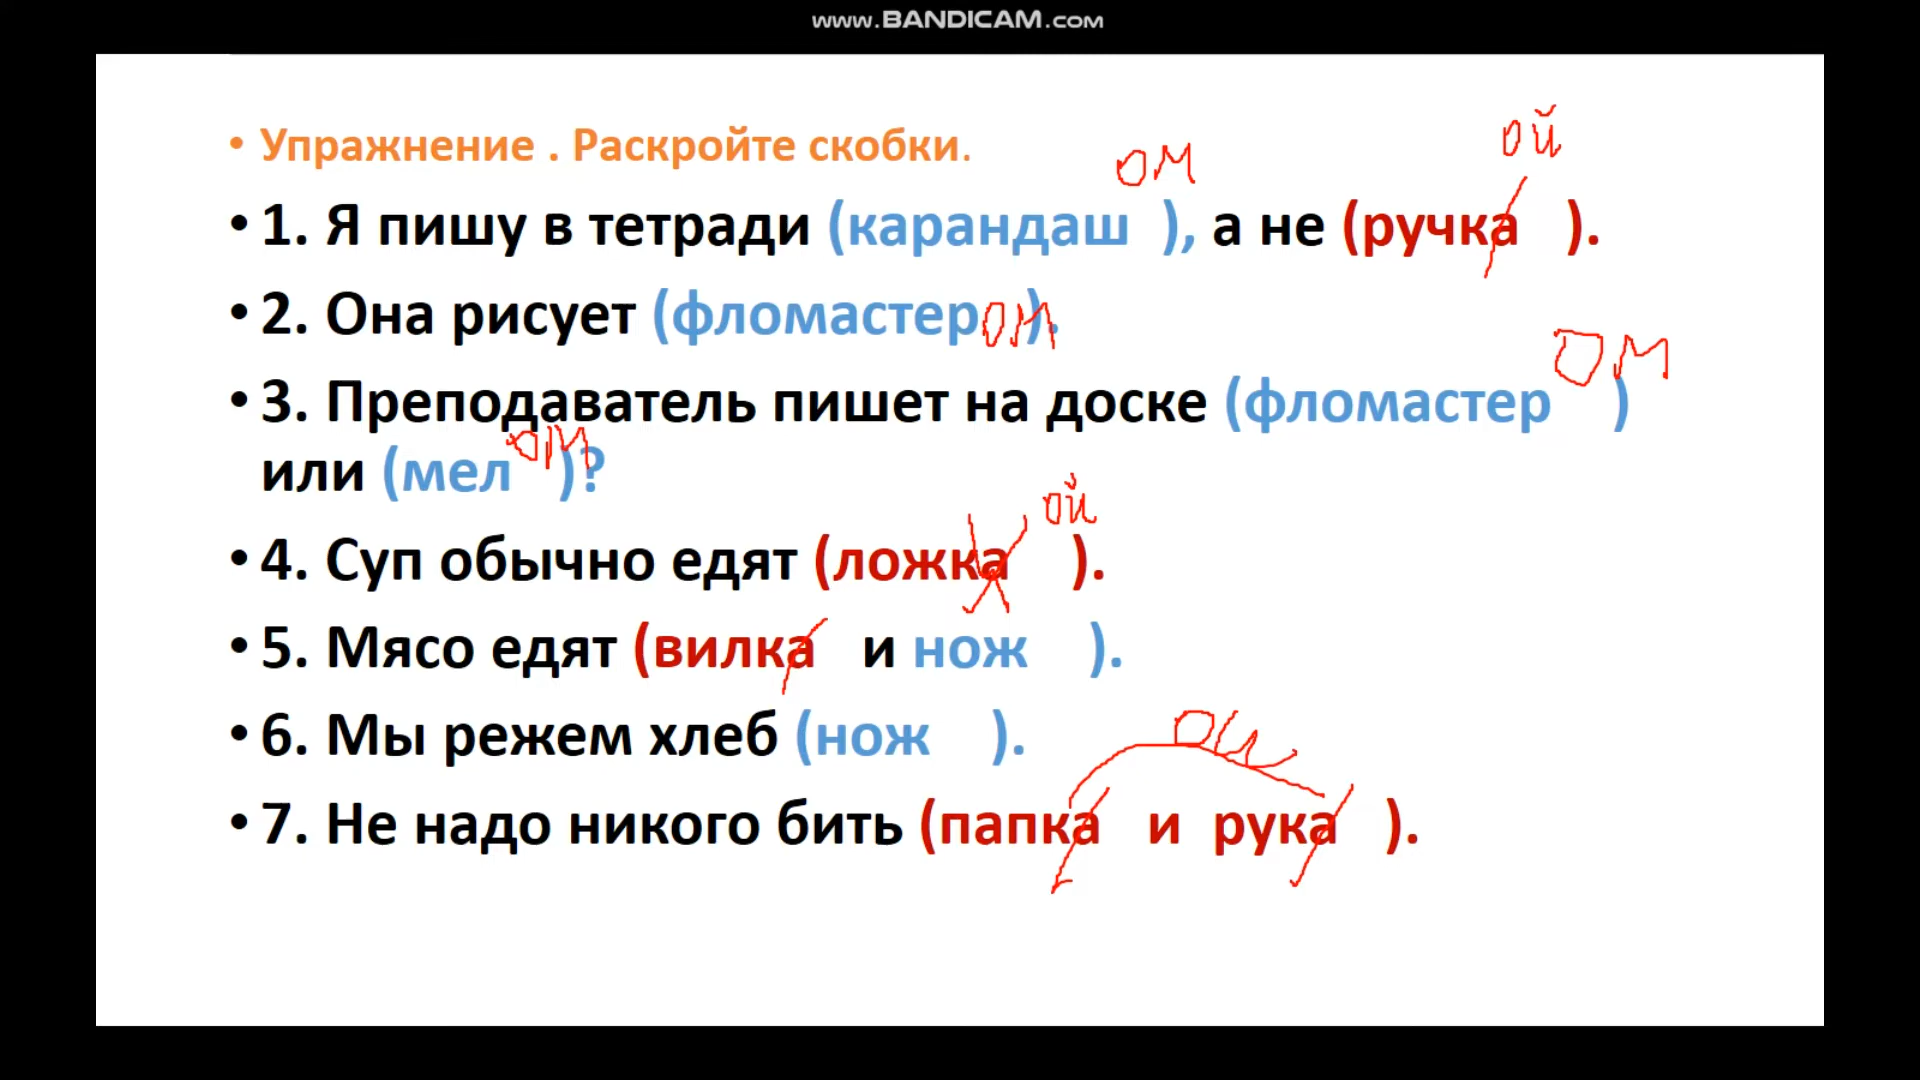 www.BANDICAM.com
• Упражнение . Раскройте скобки.
ом ой
• 1. Я пишу в тетради (карандаш ), а не (ручка ).
• 2. Она рисует (фломастер ом ).
ом
• 3. Преподаватель пишет на доске (фломастер )
ом
или (мел )?
ой
• 4. Суп обычно едят (ложка ).
• 5. Мясо едят (вилка и нож ).
• 6. Мы режем хлеб (нож ).
• 7. Не надо никого бить (папка и рука ).